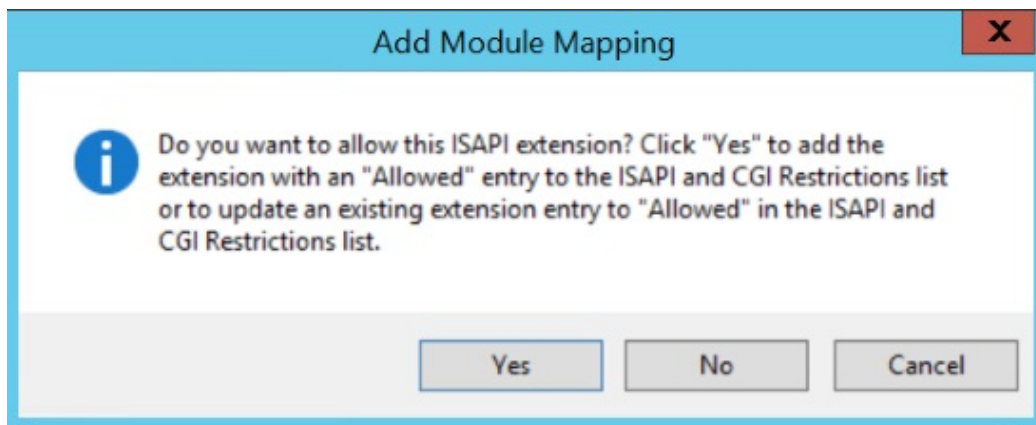 Add Module Mapping
X
Do you want to allow this ISAPI extension? Click "Yes" to add the
extension with an "Allowed" entry to the ISAPI and CGI Restrictions list
or to update an existing extension entry to "Allowed" in the ISAPI and
CGI Restrictions list.
Yes
No
Cancel